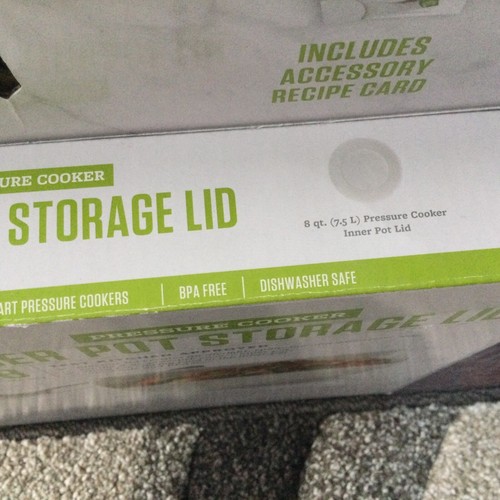 INCLUDES
ACCESSORY
RECIPE CARD
URE COOKER
STORAGE LID
8 qt. (7.5 L) Pressure Cooker
Inner Pot Lid
ART PRESSURE COOKERS | BPA FREE | DISHWASHER SAFE
PRESSURE COOKER
ER POT STORAGE LI